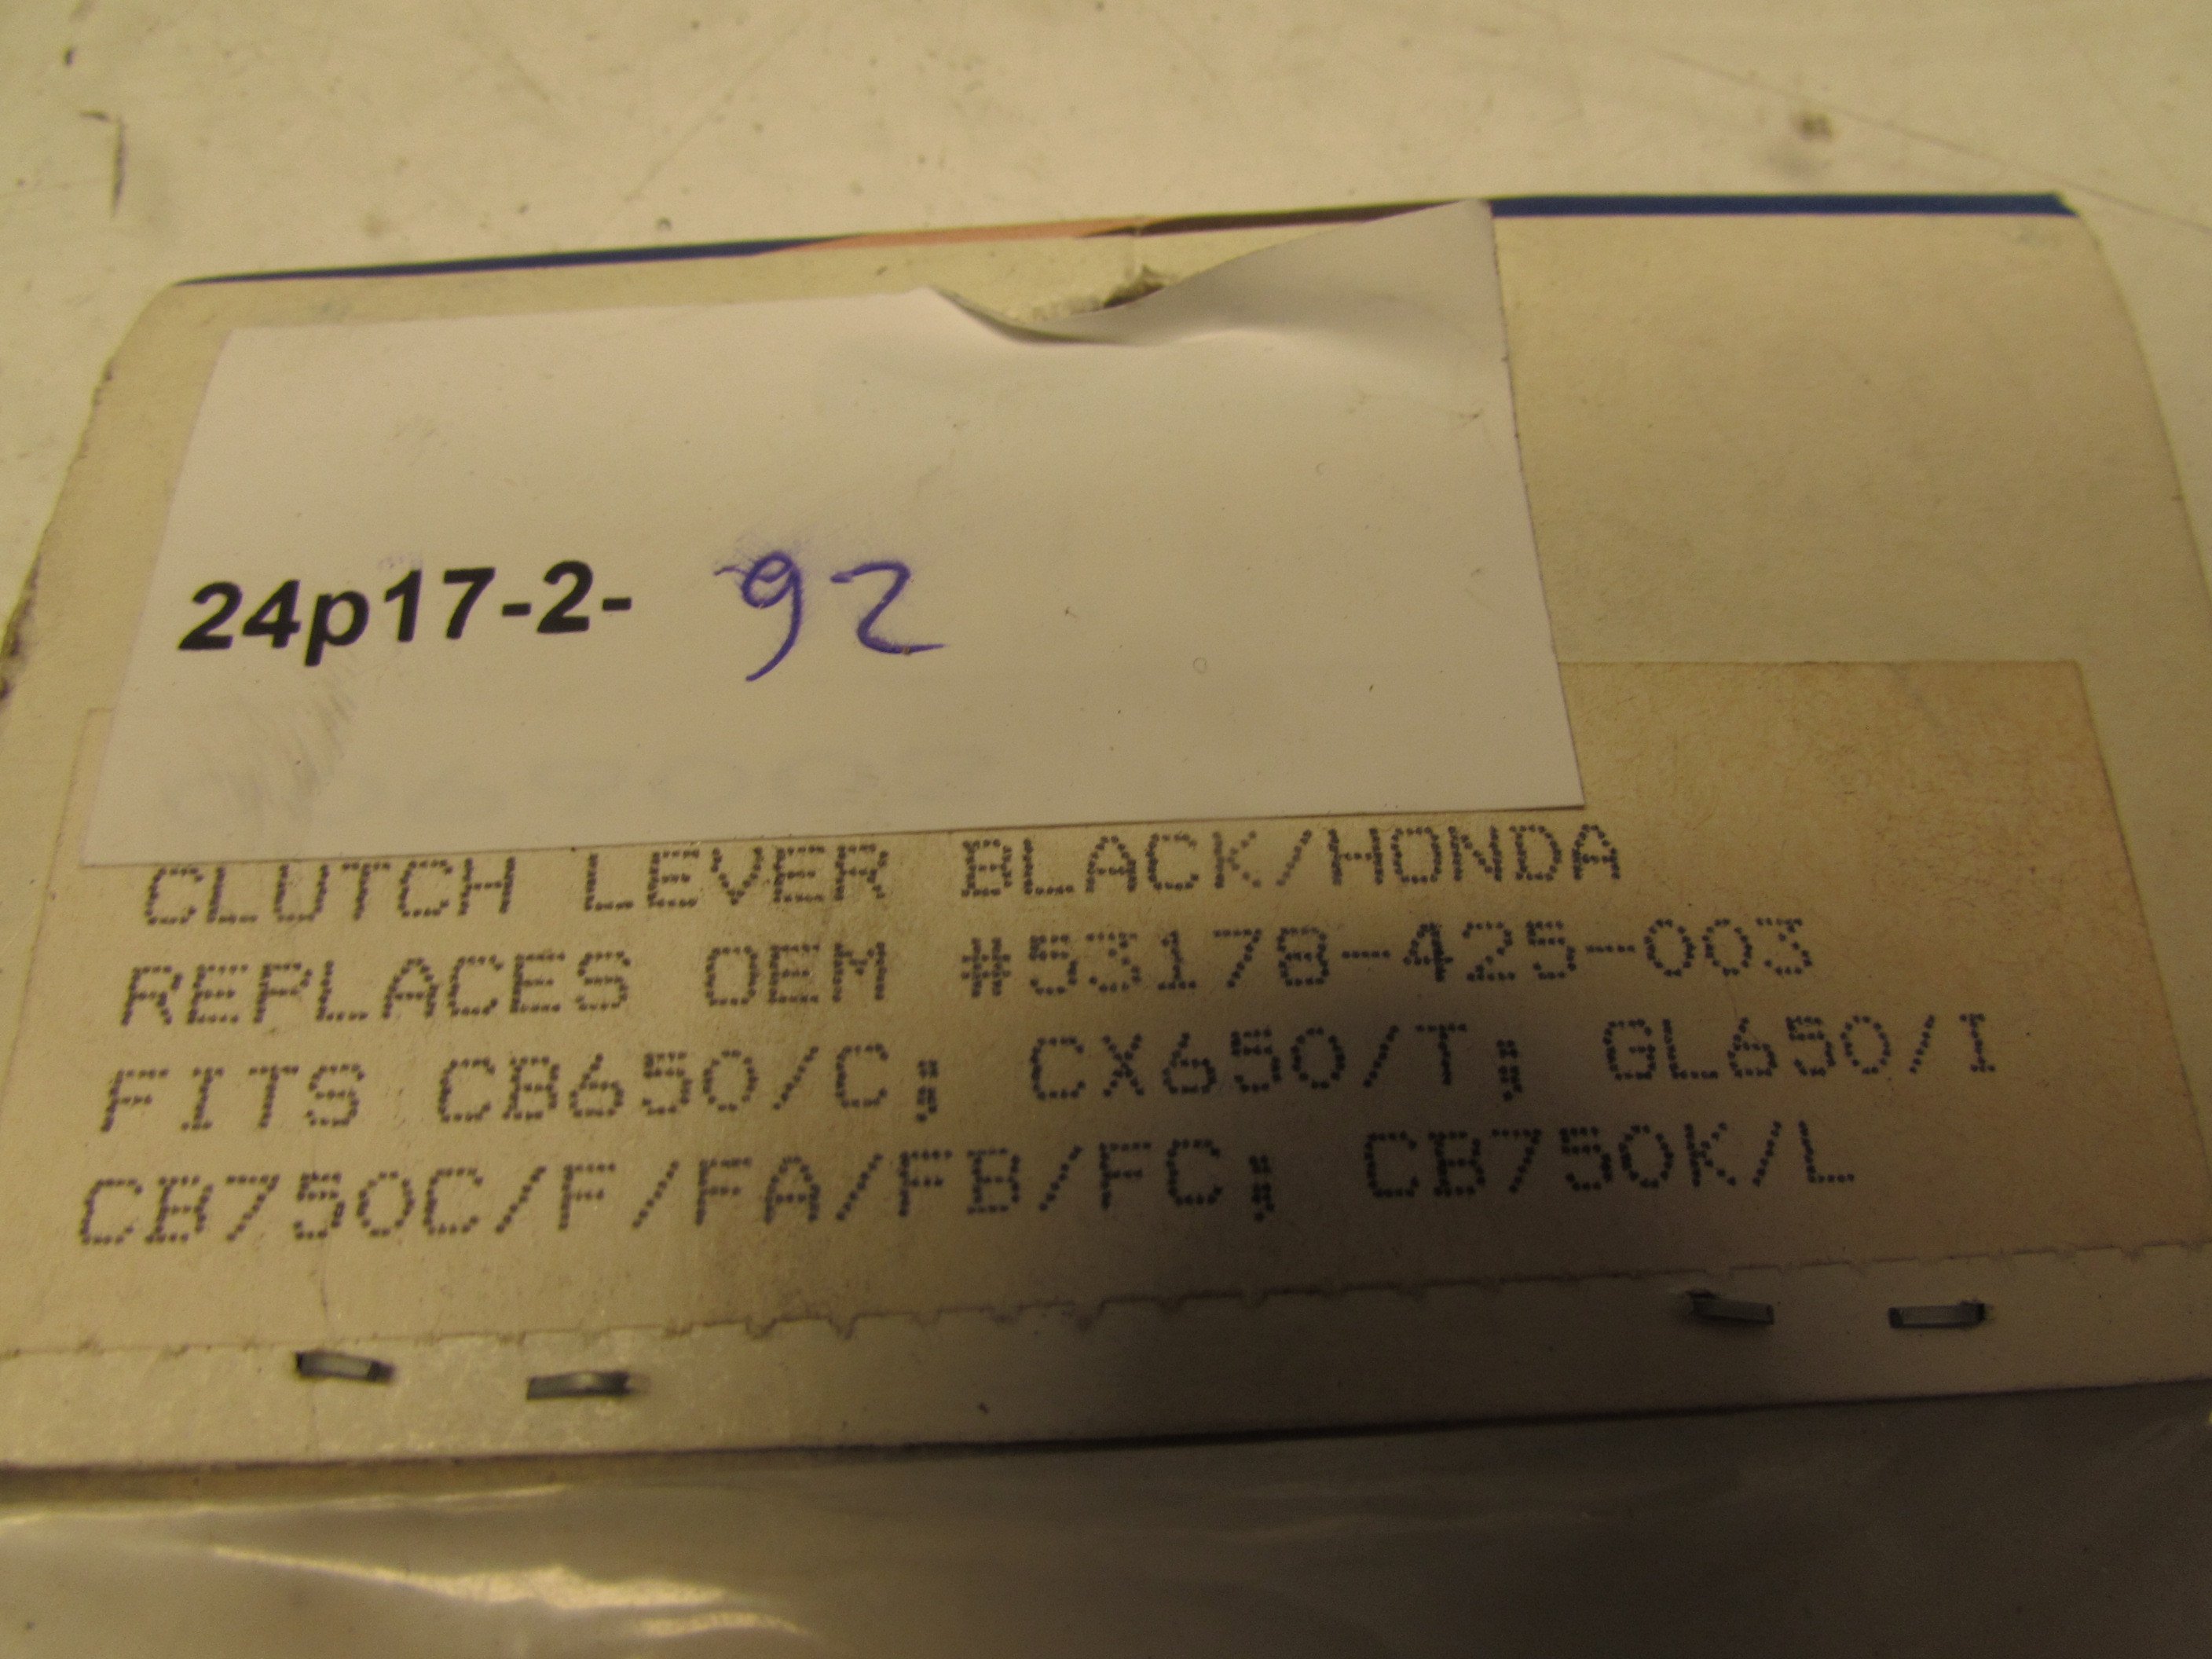 24p17-2- 92
CLUTCH LEVER BLACK/HONDA
REPLACES OEM #53178-425-003
FITS CB650/C; CX650/T; GL650/I
CB750C/F/FA/FB/FC; CB750K/L